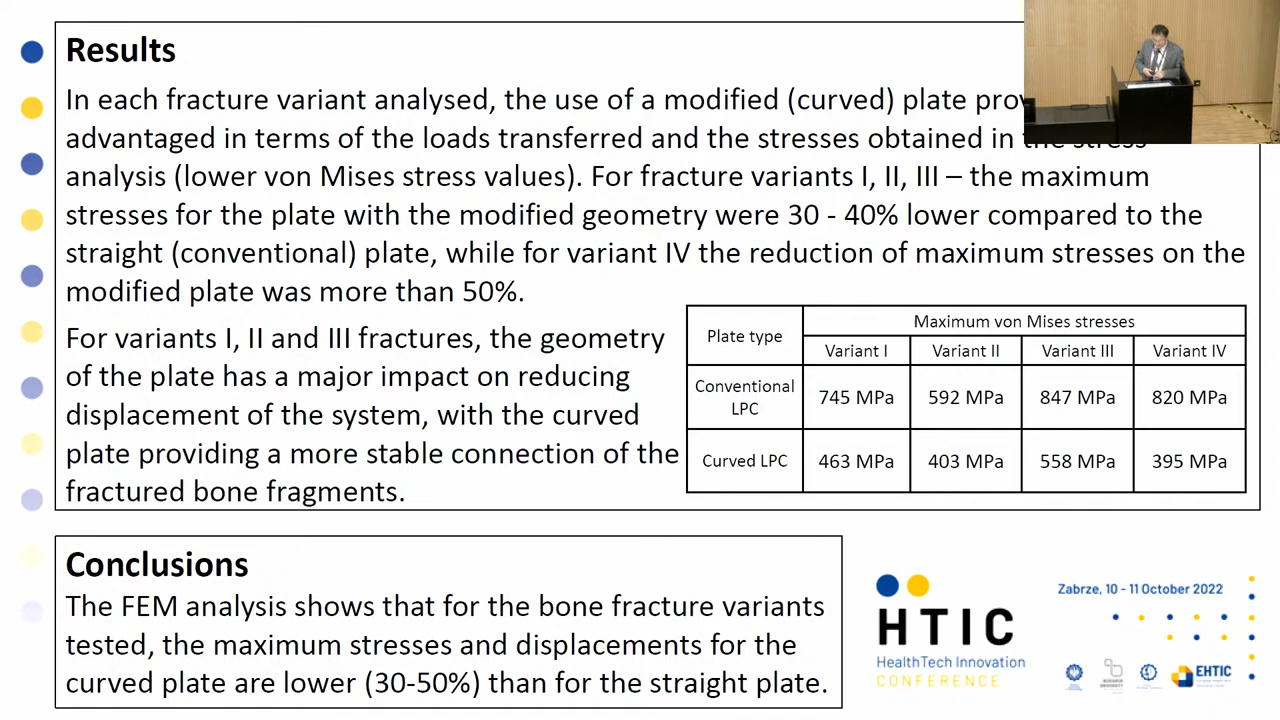 Results
In each fracture variant analysed, the use of a modified (curved) plate
advantaged in terms of the loads transferred and the stresses obtained in the stress
analysis (lower von Mises stress values). For fracture variants I, II, III – the maximum
stresses for the plate with the modified geometry were 30 - 40% lower compared to the
straight (conventional) plate, while for variant IV the reduction of maximum stresses on the
modified plate was more than 50%.
For variants I, II and III fractures, the geometry
of the plate has a major impact on reducing
displacement of the system, with the curved
plate providing a more stable connection of the
fractured bone fragments.
Plate type
Maximum von Mises stresses
Variant I Variant II Variant III Variant IV
Conventional
LPC
745 MPa 592 MPa 847 MPa 820 MPa
Curved LPC 463 MPa 403 MPa 558 MPa 395 MPa
Conclusions
The FEM analysis shows that for the bone fracture variants
tested, the maximum stresses and displacements for the
curved plate are lower (30-50%) than for the straight plate.
Zabrze, 10 - 11 October 2022
HTIC
HealthTech Innovation
CONFERENCE
EHTIC